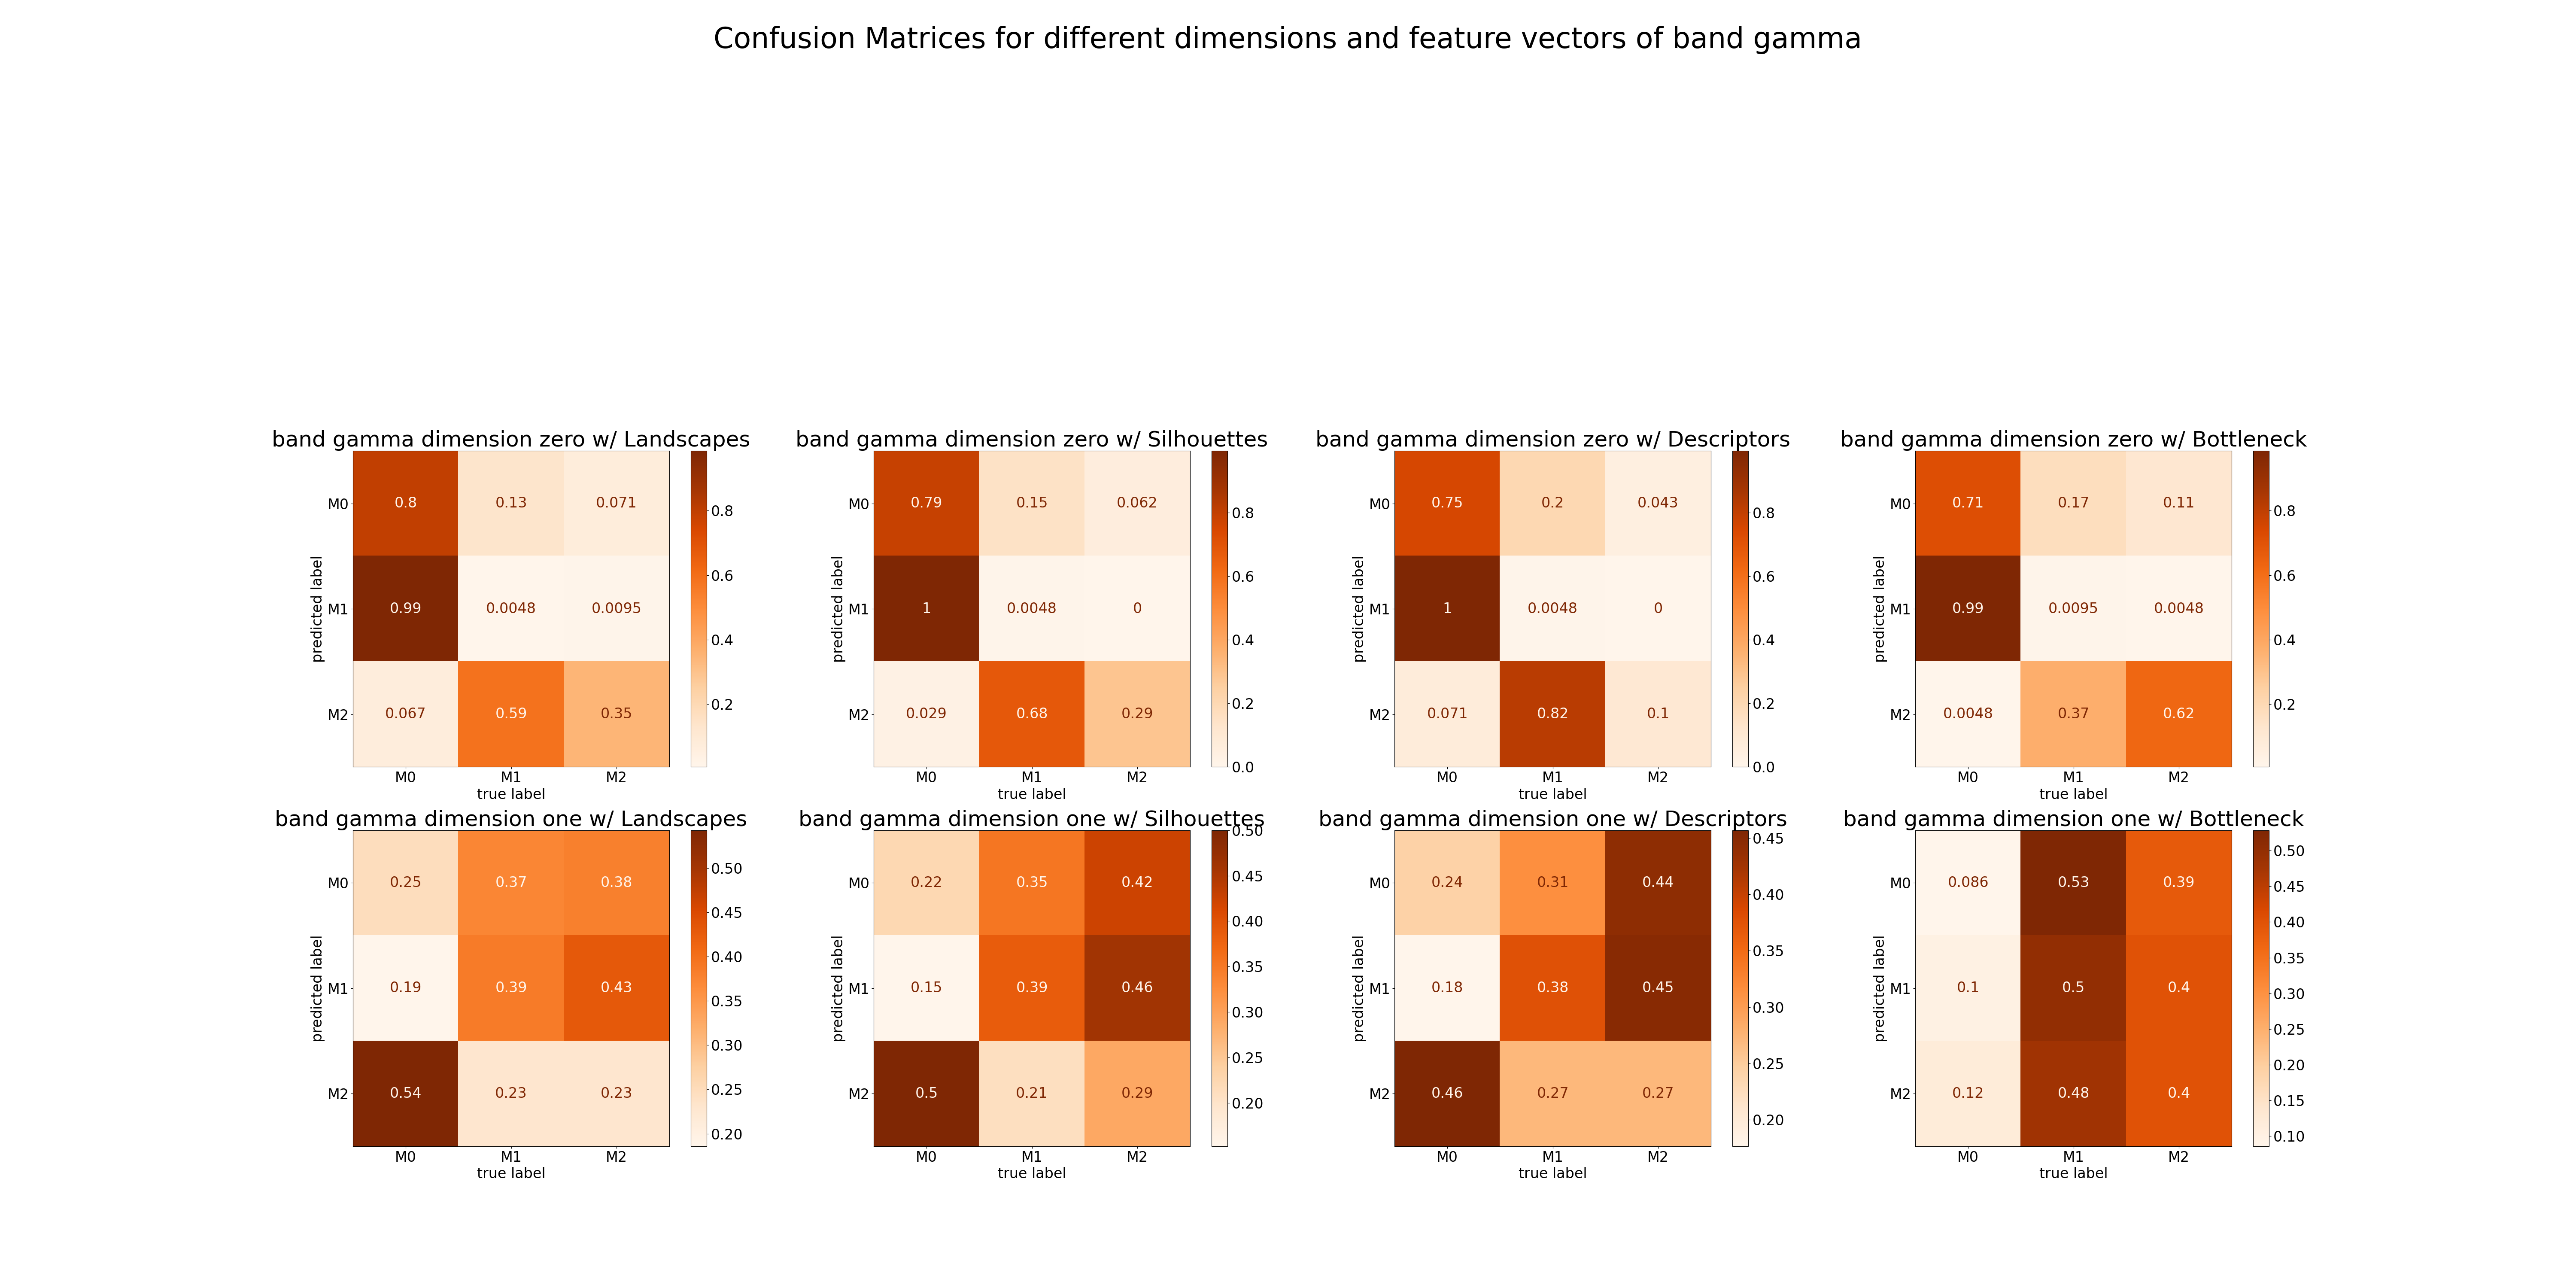 Confusion Matrices for different dimensions and feature vectors of band gamma
band gamma dimension zero w/ Landscapes
predicted label
M0 0.8 0.13 0.071
M1 0.99 0.0048 0.0095
M2 0.067 0.59 0.35
M0 M1 M2
true label
0.8
0.6
0.4
0.2
band gamma dimension zero w/ Silhouettes
predicted label
M0 0.79 0.15 0.062
M1 1 0.0048 0
M2 0.029 0.68 0.29
M0 M1 M2
true label
0.8
0.6
0.4
0.2
0.0
band gamma dimension zero w/ Descriptors
predicted label
M0 0.75 0.2 0.043
M1 1 0.0048 0
M2 0.071 0.82 0.1
M0 M1 M2
true label
0.8
0.6
0.4
0.2
0.0
band gamma dimension zero w/ Bottleneck
predicted label
M0 0.71 0.17 0.11
M1 0.99 0.0095 0.0048
M2 0.0048 0.37 0.62
M0 M1 M2
true label
0.8
0.6
0.4
0.2
band gamma dimension one w/ Landscapes
predicted label
M0 0.25 0.37 0.38
M1 0.19 0.39 0.43
M2 0.54 0.23 0.23
M0 M1 M2
true label
0.50
0.45
0.40
0.35
0.30
0.25
0.20
band gamma dimension one w/ Silhouettes
predicted label
M0 0.22 0.35 0.42
M1 0.15 0.39 0.46
M2 0.5 0.21 0.29
M0 M1 M2
true label
0.50
0.45
0.40
0.35
0.30
0.25
0.20
band gamma dimension one w/ Descriptors
predicted label
M0 0.24 0.31 0.44
M1 0.18 0.38 0.45
M2 0.46 0.27 0.27
M0 M1 M2
true label
0.45
0.40
0.35
0.30
0.25
0.20
band gamma dimension one w/ Bottleneck
predicted label
M0 0.086 0.53 0.39
M1 0.1 0.5 0.4
M2 0.12 0.48 0.4
M0 M1 M2
true label
0.50
0.45
0.40
0.35
0.30
0.25
0.20
0.15
0.10